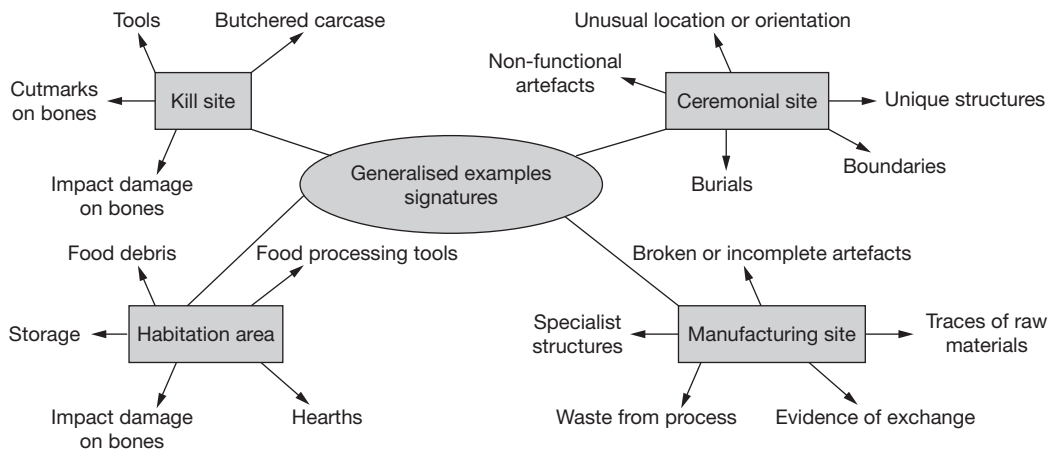 Tools
Butchered carcase
Cutmarks
on bones
Kill site
Impact damage
on bones
Unusual location or orientation
Non-functional
artefacts
Ceremonial site
Unique structures
Boundaries
Burials
Generalised examples
signatures
Food debris
Food processing tools
Storage
Habitation area
Impact damage
on bones
Hearths
Broken or incomplete artefacts
Specialist
structures
Manufacturing site
Traces of raw
materials
Waste from process
Evidence of exchange